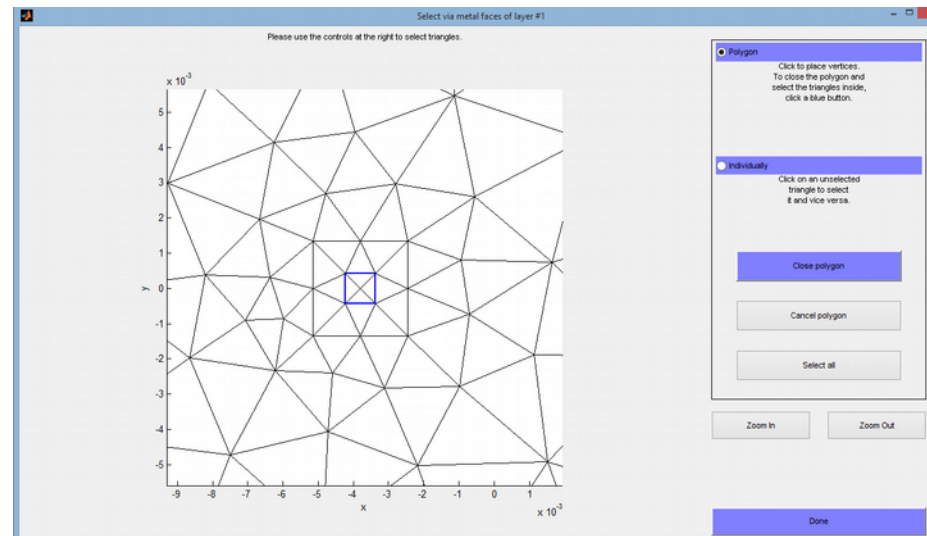 Select via metal faces of layer #1
Please use the controls at the right to select triangles.
x 10-3
5
4
3
2
1
0
-1
-2
-3
-4
-5
y
-9 -8 -7 -6 -5 -4 -3 -2 -1 0 1
x
x 10-3
Polygon
Click to place vertices.
To close the polygon and
select the triangles inside,
click a blue button.
Individually
Click on an unselected
triangle to select
it and vice versa.
Close polygon
Cancel polygon
Select all
Zoom In Zoom Out
Done